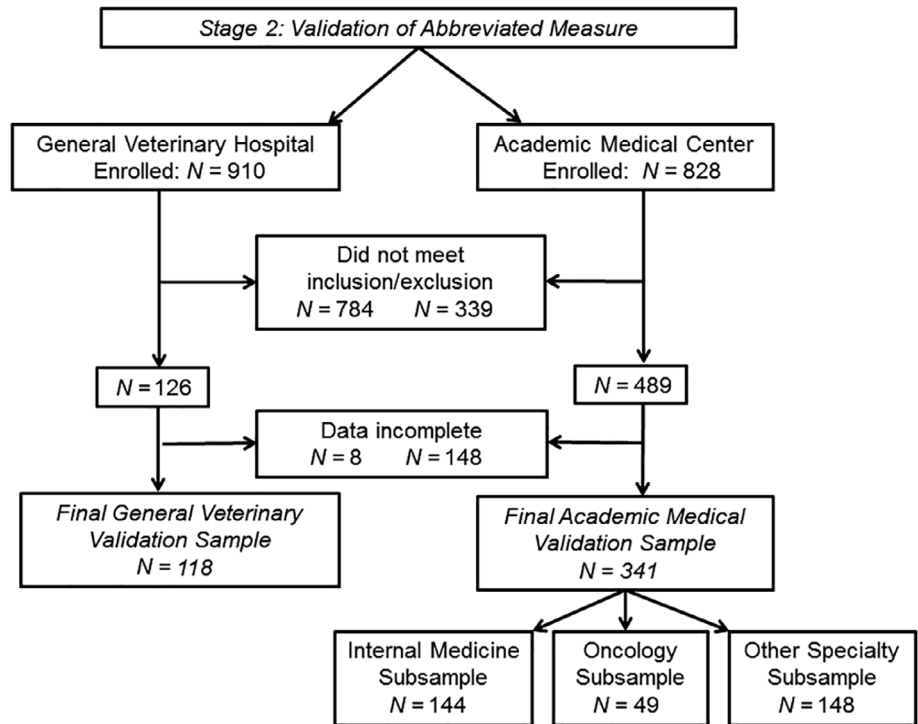 Stage 2: Validation of Abbreviated Measure
General Veterinary Hospital
Enrolled: N = 910
Academic Medical Center
Enrolled: N = 828
Did not meet
inclusion/exclusion
N = 784 N = 339
N = 126
N = 489
Data incomplete
N = 8 N = 148
Final General Veterinary
Validation Sample
N = 118
Final Academic Medical
Validation Sample
N = 341
Internal Medicine
Subsample
N = 144
Oncology
Subsample
N = 49
Other Specialty
Subsample
N = 148